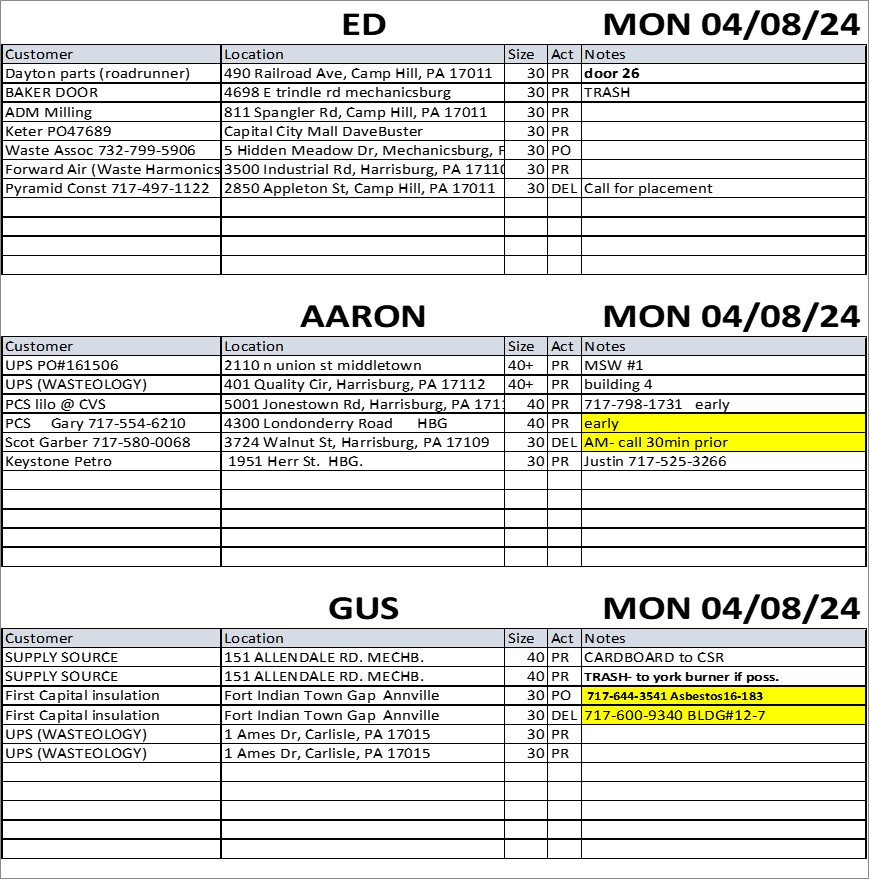 ED MON 04/08/24
Customer Location Size Act Notes
Dayton parts (roadrunner) 490 Railroad Ave, Camp Hill, PA 17011 30 PR door 26
BAKER DOOR 4698 E trindle rd mechanicsburg 30 PR TRASH
ADM Milling 811 Spangler Rd, Camp Hill, PA 17011 30 PR
Keter PO47689 Capital City Mall DaveBuster 30 PR
Waste Assoc 732-799-5906 5 Hidden Meadow Dr, Mechanicsburg, P 30 PO
Forward Air (Waste Harmonics 3500 Industrial Rd, Harrisburg, PA 17110 30 PR
Pyramid Const 717-497-1122 2850 Appleton St, Camp Hill, PA 17011 30 DEL Call for placement
AARON MON 04/08/24
Customer Location Size Act Notes
UPS PO#161506 2110 n union st middletown 40+ PR MSW #1
UPS (WASTEOLOGY) 401 Quality Cir, Harrisburg, PA 17112 40+ PR building 4
PCS lilo @ CVS 5001 Jonestown Rd, Harrisburg, PA 1711 40 PR 717-798-1731 early
PCS Gary 717-554-6210 4300 Londonderry Road HBG 40 PR early
Scot Garber 717-580-0068 3724 Walnut St, Harrisburg, PA 17109 30 DEL AM- call 30min prior
Keystone Petro 1951 Herr St. HBG. 30 PR Justin 717-525-3266
GUS MON 04/08/24
Customer Location Size Act Notes
SUPPLY SOURCE 151 ALLENDALE RD. MECHB. 40 PR CARDBOARD to CSR
SUPPLY SOURCE 151 ALLENDALE RD. MECHB. 40 PR TRASH- to york burner if poss.
First Capital insulation Fort Indian Town Gap Annville 30 PO 717-644-3541 Asbestos16-183
First Capital insulation Fort Indian Town Gap Annville 30 DEL 717-600-9340 BLDG#12-7
UPS (WASTEOLOGY) 1 Ames Dr, Carlisle, PA 17015 30 PR
UPS (WASTEOLOGY) 1 Ames Dr, Carlisle, PA 17015 30 PR